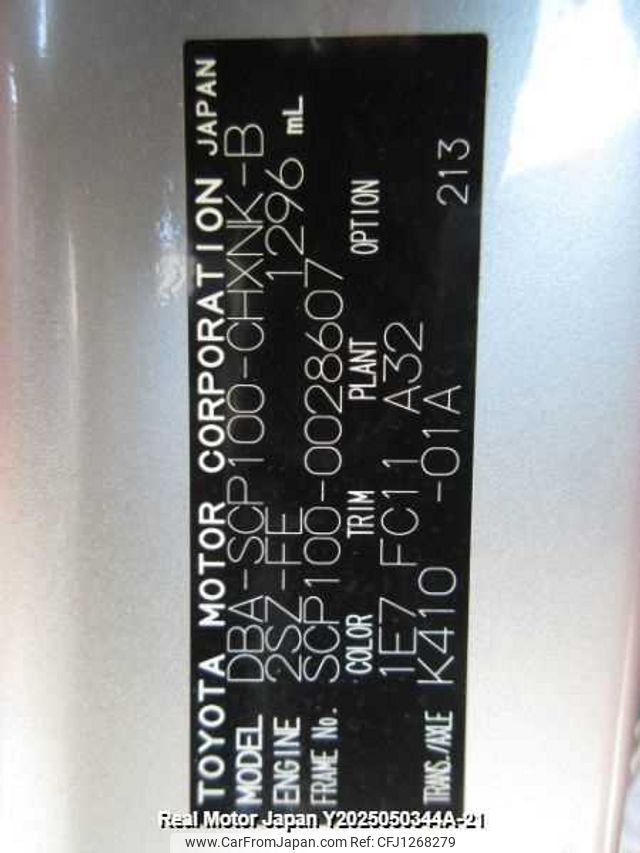 TOYOTA MOTOR CORPORATION JAPAN
MODEL DBA-SCP100-CHXNK-B
ENGINE 2SZ-FE 1296 mL
FRAME No. SCP100-0028607
COLOR TRIM PLANT OPTION
1E7 FC11 A32
TRANS./AXLE K410 -01A 213
Real Motor Japan Y2025050344A-21
www.CarFromJapan.com CFJ1268279